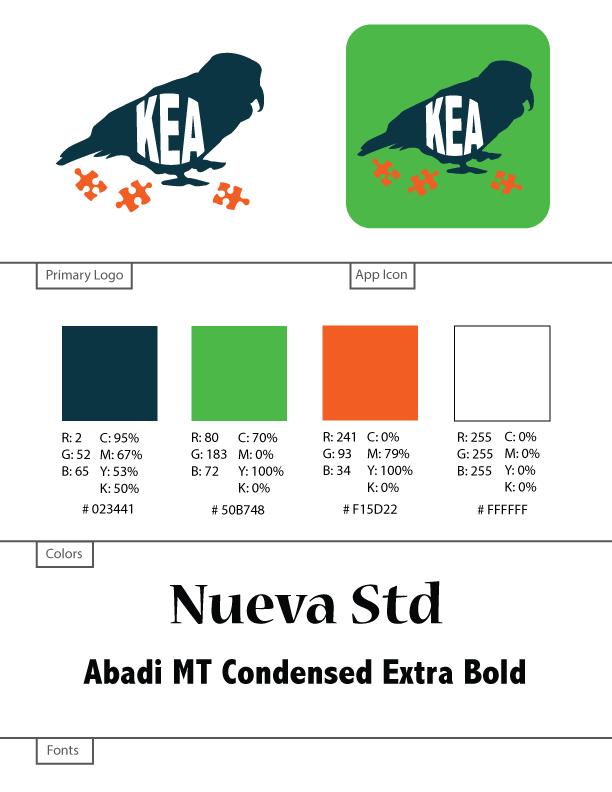 KEA
KEA
Primary Logo
App Icon
R: 2 C: 95%
G: 52 M: 67%
B: 65 Y: 53%
K: 50%
# 023441
R: 80 C: 70%
G: 183 M: 0%
B: 72 Y: 100%
K: 0%
# 50B748
R: 241 C: 0%
G: 93 M: 79%
B: 34 Y: 100%
K: 0%
# F15D22
R: 255 C: 0%
G: 255 M: 0%
B: 255 Y: 0%
K: 0%
# FFFFFF
Colors
Nueva Std
Abadi MT Condensed Extra Bold
Fonts